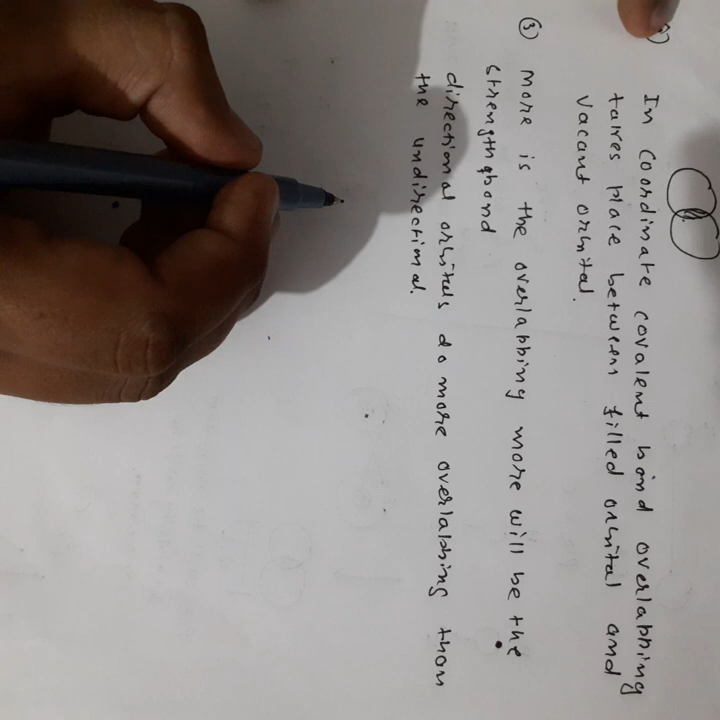 In coordinate covalent bond overlapping
takes place between filled orbital and
vacant orbital.
③ more is the overlapping more will be the
strength bond
directional orbitals do more overlapping than
the undirectional.